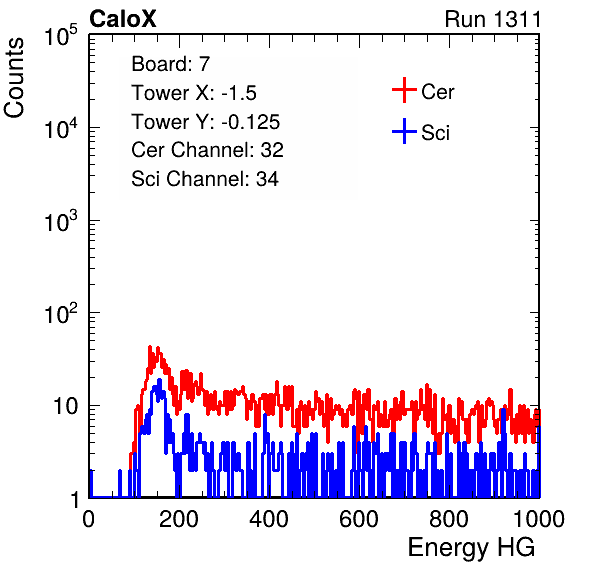 CaloX Run 1311
Counts
10^5
10^4
10^3
10^2
10
1
Board: 7
Tower X: -1.5
Tower Y: -0.125
Cer Channel: 32
Sci Channel: 34
Cer
Sci
0 200 400 600 800 1000
Energy HG